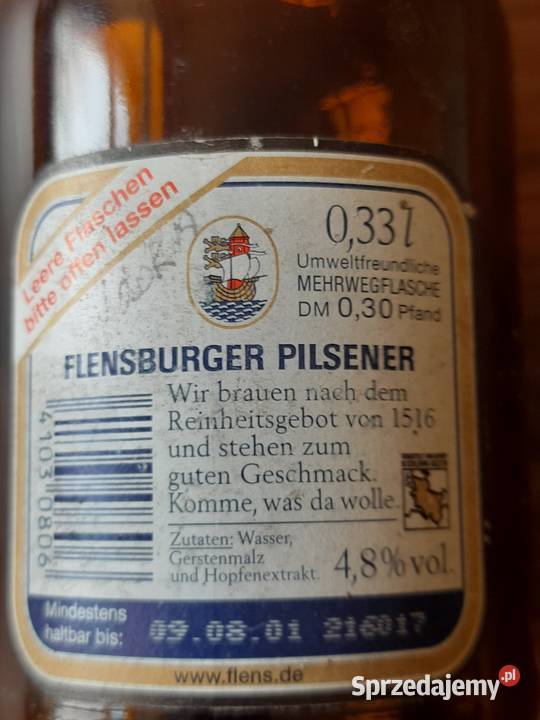 Leere Flaschen
bitte offen lassen
0,33 l
Umweltfreundliche
MEHRWEGFLASCHE
DM 0,30 Pfand
FLENSBURGER PILSENER
Wir brauen nach dem
Reinheitsgebot von 1516
und stehen zum
guten Geschmack.
Komme, was da wolle.
4103 0806
Zutaten: Wasser,
Gerstenmalz
und Hopfenextrakt.
4,8% vol.
Mindestens
haltbar bis:
09.08.01 216017
www.flens.de
Sprzedajemy.pl